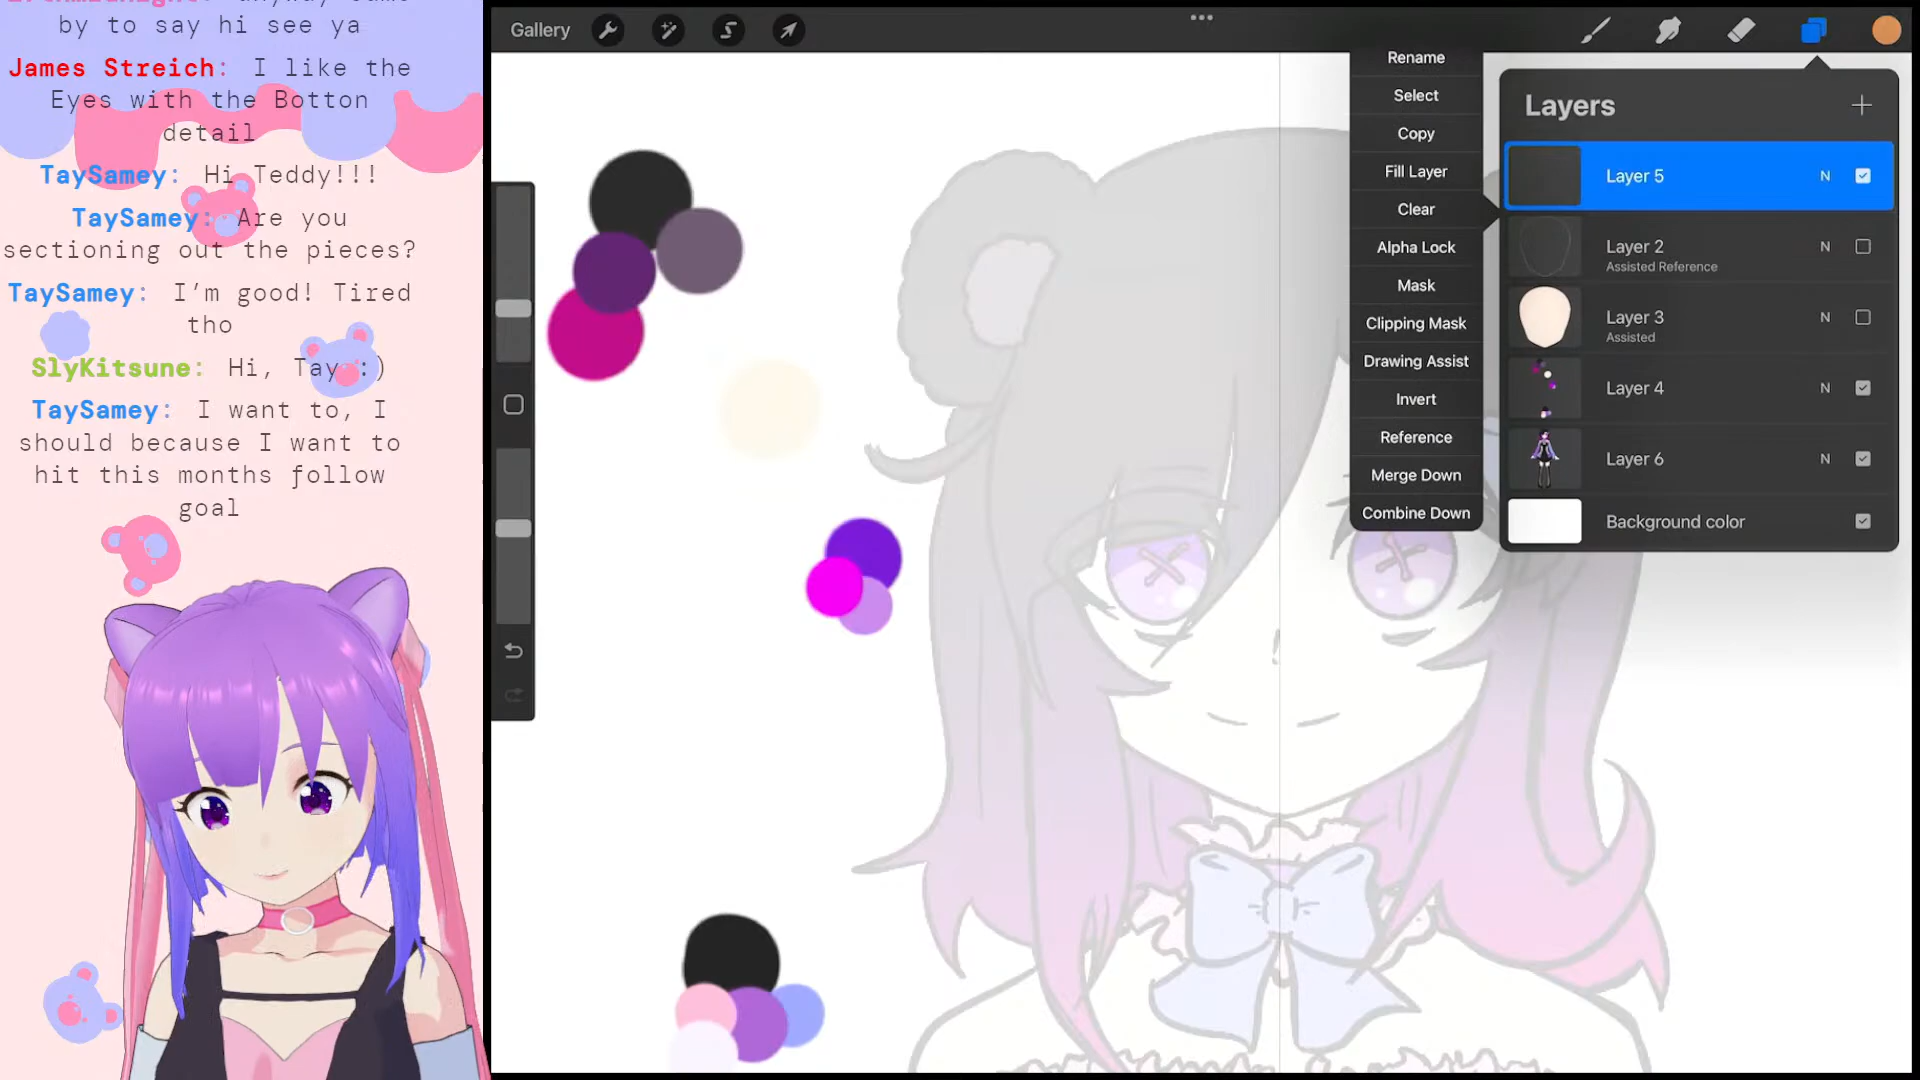 by to say hi see ya
James Streich: I like the
Eyes with the Botton
detail
TaySamey: Hi Teddy!!!
TaySamey: Are you
sectioning out the pieces?
TaySamey: I'm good! Tired
tho
SlyKitsune: Hi, Tay :)
TaySamey: I want to, I
should because I want to
hit this months follow
goal
Gallery
Rename
Select
Copy
Fill Layer
Clear
Alpha Lock
Mask
Clipping Mask
Drawing Assist
Invert
Reference
Merge Down
Combine Down
Layers
Layer 5 N
Layer 2 N
Assisted Reference
Layer 3 N
Assisted
Layer 4 N
Layer 6 N
Background color